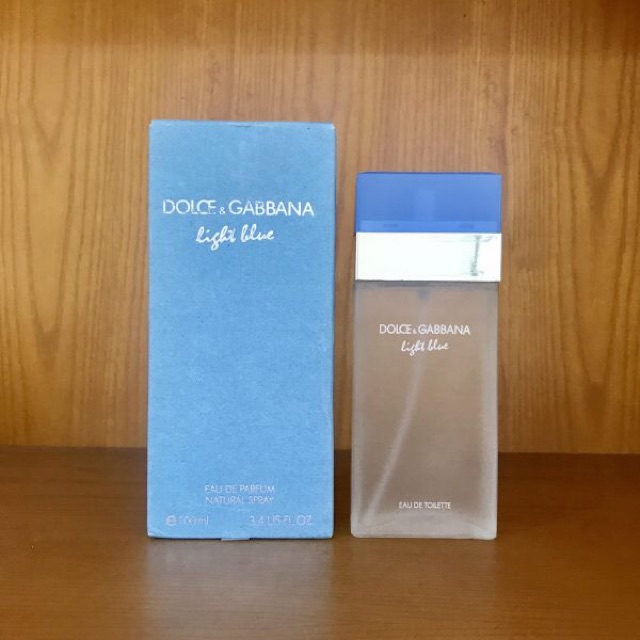 DOLCE & GABBANA
light blue
EAU DE PARFUM
NATURAL SPRAY
e 100ml 3.4 US FL OZ
DOLCE & GABBANA
light blue
EAU DE TOILETTE